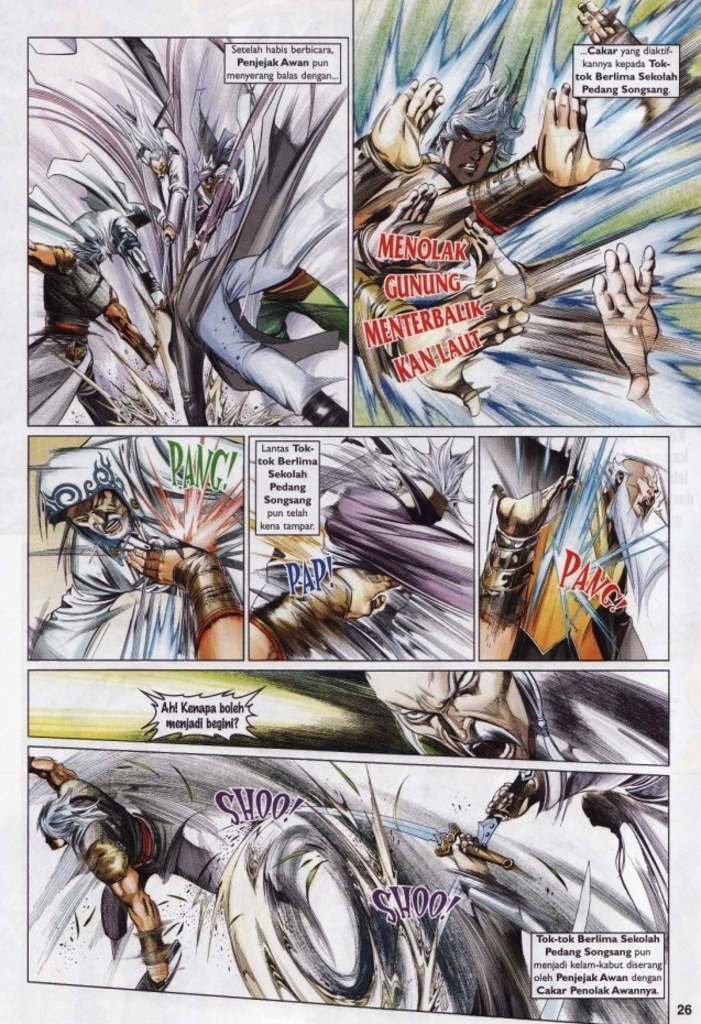 Setelah habis berbicara,
Penjejak Awan pun
menyerang balas dengan...
...Cakar yang diaktif-
kannya kepada Tok-
tok Berlima Sekolah
Pedang Songsang.
MENOLAK
GUNUNG
MENTERBALIK-
KAN LAUT
PANG!
Lantas Tok-
tok Berlima
Sekolah
Pedang
Songsang
pun telah
kena tampar.
PAP!
PANG!
Ah! Kenapa boleh
menjadi begini?
SHOO!
SHOO!
Tok-tok Berlima Sekolah
Pedang Songsang pun
menjadi kelam-kabut diserang
oleh Penjejak Awan dengan
Cakar Penolak Awannya.
26